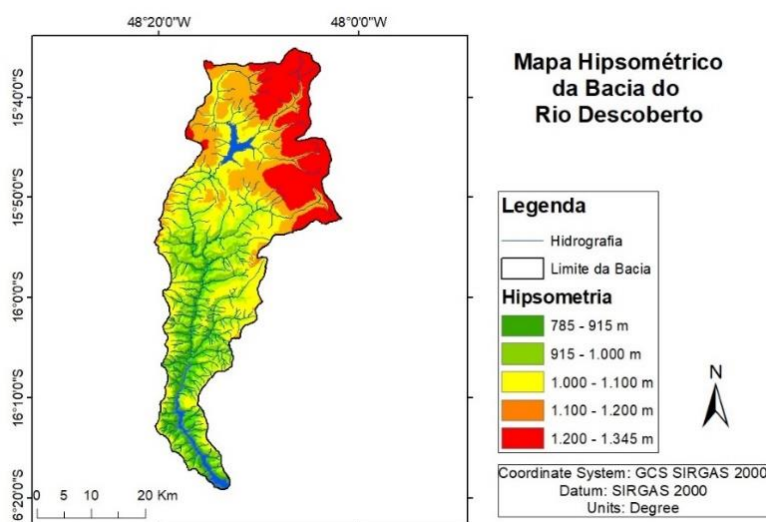 48°20'0"W 48°0'0"W
15°40'0"S
15°50'0"S
16°0'0"S
16°10'0"S
6°20'0"S
0 5 10 20 Km
Mapa Hipsométrico
da Bacia do
Rio Descoberto
Legenda
Hidrografia
Limite da Bacia
Hipsometria
785 - 915 m
915 - 1.000 m
1.000 - 1.100 m
1.100 - 1.200 m
1.200 - 1.345 m
N
Coordinate System: GCS SIRGAS 2000
Datum: SIRGAS 2000
Units: Degree